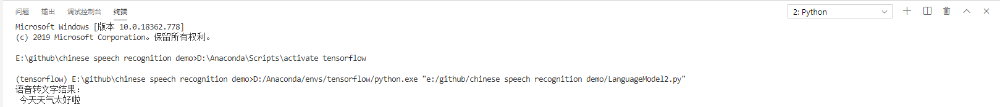 问题 输出 调试控制台 终端 2: Python
Microsoft Windows [版本 10.0.18362.778]
(c) 2019 Microsoft Corporation。保留所有权利。
E:\github\chinese speech recognition demo>D:\Anaconda\Scripts\activate tensorflow
(tensorflow) E:\github\chinese speech recognition demo>D:/Anaconda/envs/tensorflow/python.exe "e:/github/chinese speech recognition demo/LanguageModel2.py"
语音转文字结果：
今天天气太好啦